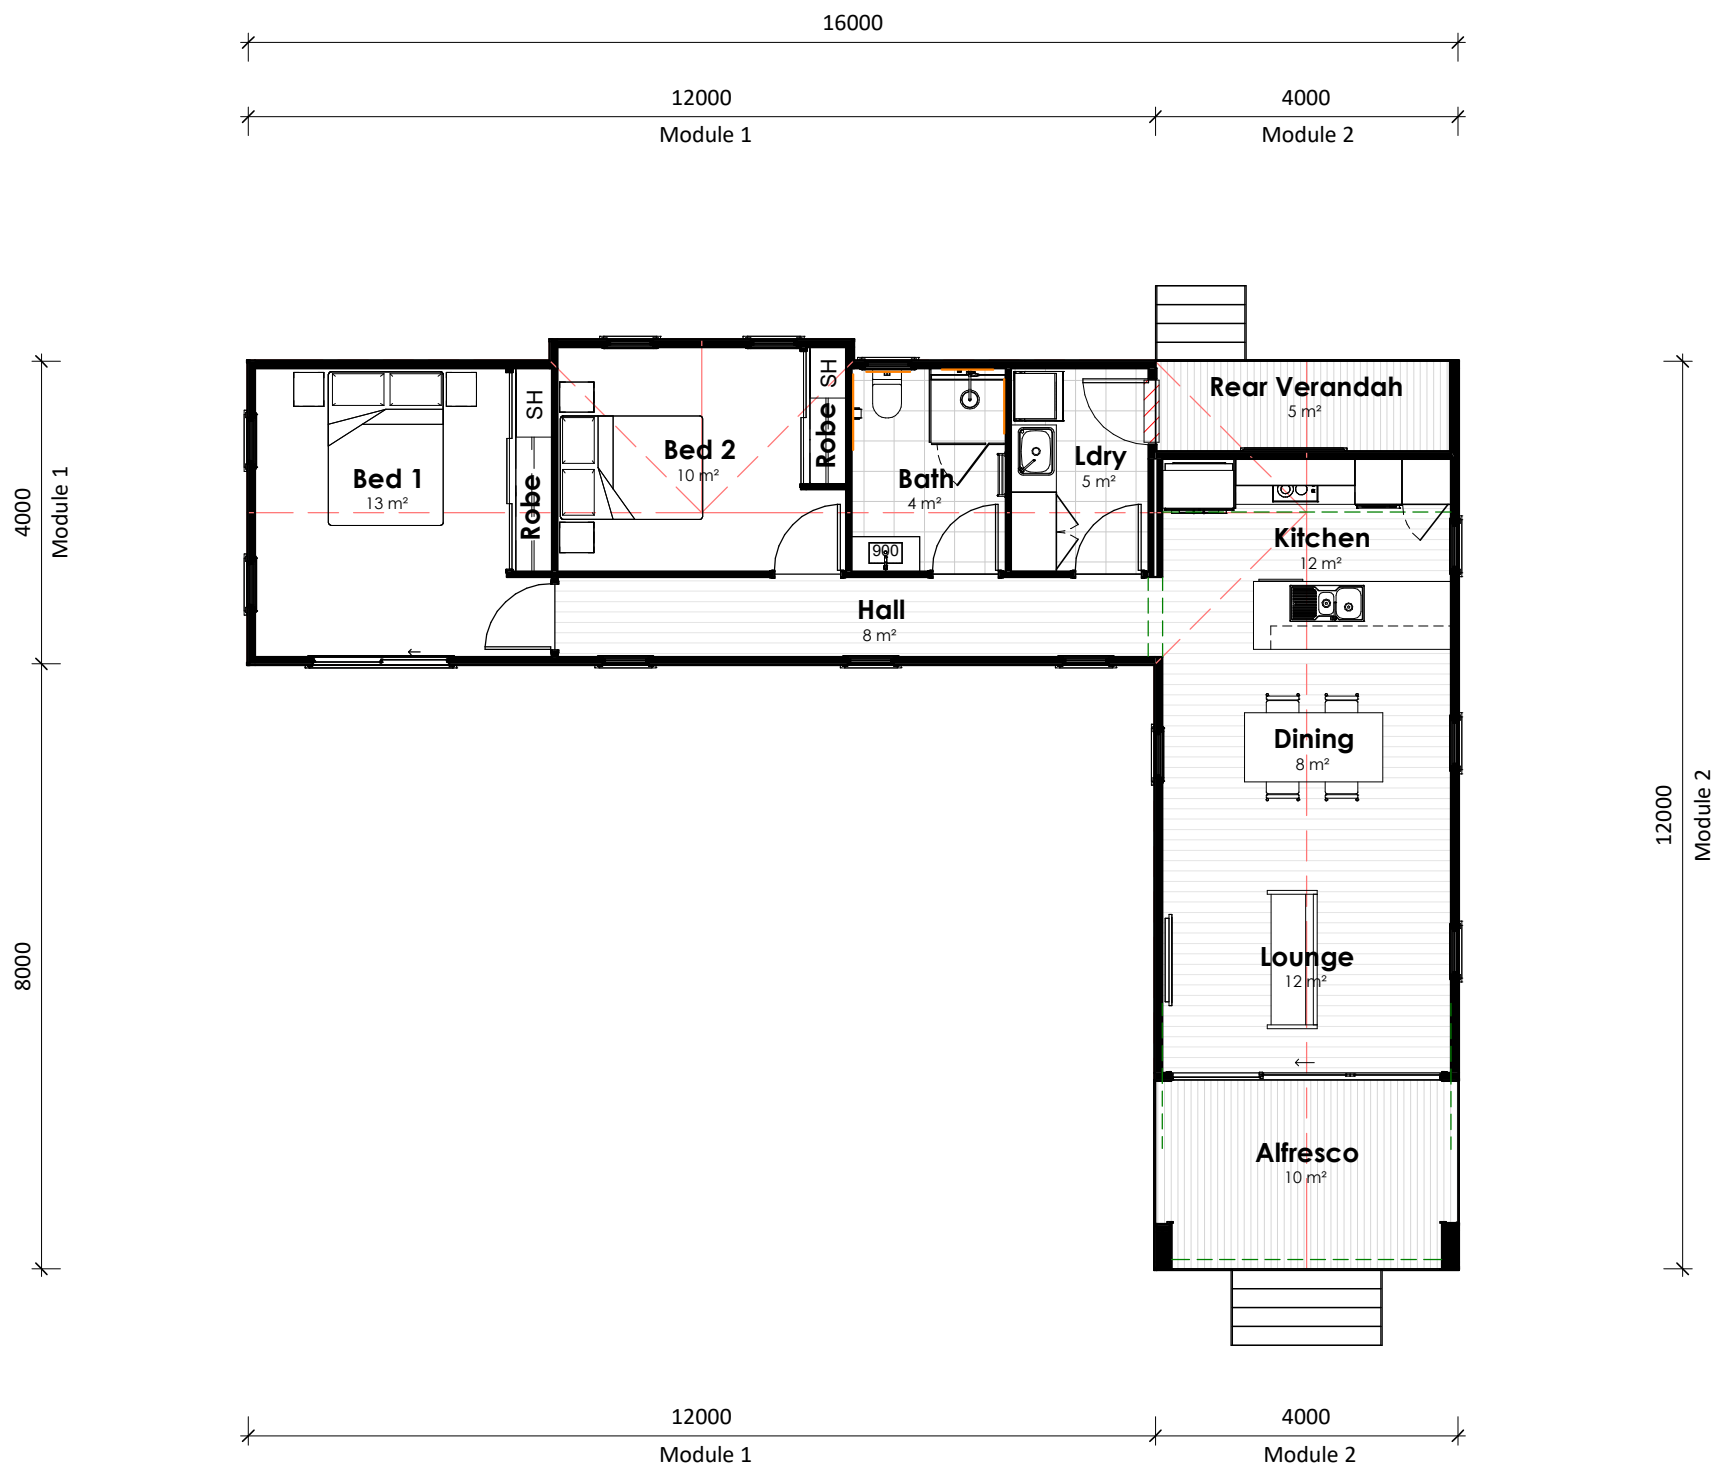 16000
12000
4000
Module 1
Module 2
4000
Module 1
8000
12000
Module 2
Rear Verandah
5 m²
SH
Robe
SH
Robe
Bed 1
13 m²
Bed 2
10 m²
Bath
4 m²
Ldry
5 m²
900
Kitchen
12 m²
Hall
8 m²
Dining
8 m²
Lounge
12 m²
Alfresco
10 m²
12000
4000
Module 1
Module 2